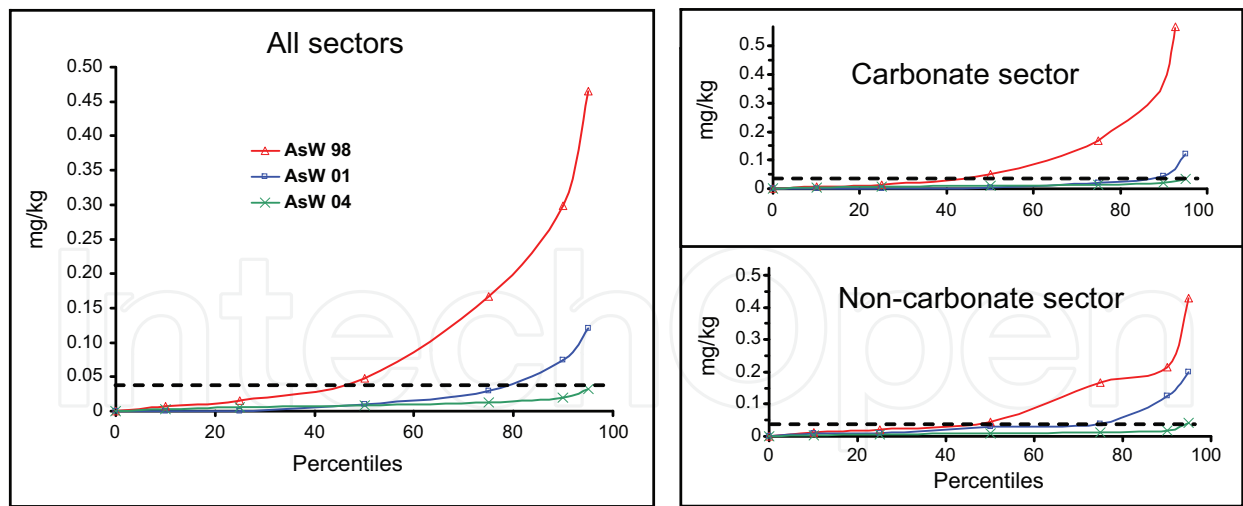 All sectors
mg/kg
0.50
0.45
0.40
0.35
0.30
0.25
0.20
0.15
0.10
0.05
0
AsW 98
AsW 01
AsW 04
0 20 40 60 80 100
Percentiles
Carbonate sector
mg/kg
0.5
0.4
0.3
0.2
0.1
0
0 20 40 60 80 100
Non-carbonate sector
mg/kg
0.5
0.4
0.3
0.2
0.1
0
0 20 40 60 80 100
Percentiles
IntechOpen